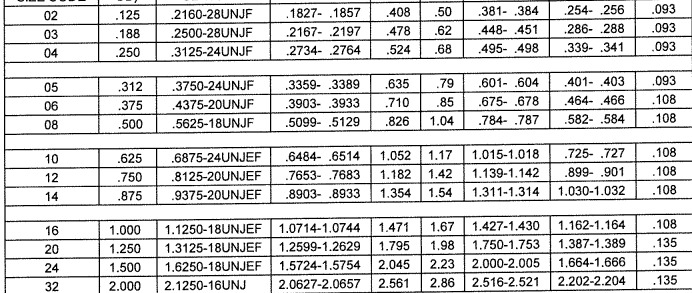 02 .125 .2160-28UNJF .1827- .1857 .408 .50 .381- .384 .254- .256 .093
03 .188 .2500-28UNJF .2167- .2197 .478 .62 .448- .451 .286- .288 .093
04 .250 .3125-24UNJF .2734- .2764 .524 .68 .495- .498 .339- .341 .093
05 .312 .3750-24UNJF .3359- .3389 .635 .79 .601- .604 .401- .403 .093
06 .375 .4375-20UNJF .3903- .3933 .710 .85 .675- .678 .464- .466 .108
08 .500 .5625-18UNJF .5099- .5129 .826 1.04 .784- .787 .582- .584 .108
10 .625 .6875-24UNJEF .6484- .6514 1.052 1.17 1.015-1.018 .725- .727 .108
12 .750 .8125-20UNJEF .7653- .7683 1.182 1.42 1.139-1.142 .899- .901 .108
14 .875 .9375-20UNJEF .8903- .8933 1.354 1.54 1.311-1.314 1.030-1.032 .108
16 1.000 1.1250-18UNJEF 1.0714-1.0744 1.471 1.67 1.427-1.430 1.162-1.164 .108
20 1.250 1.3125-18UNJEF 1.2599-1.2629 1.795 1.98 1.750-1.753 1.387-1.389 .135
24 1.500 1.6250-18UNJEF 1.5724-1.5754 2.045 2.23 2.000-2.005 1.664-1.666 .135
32 2.000 2.1250-16UNJ 2.0627-2.0657 2.561 2.86 2.516-2.521 2.202-2.204 .135